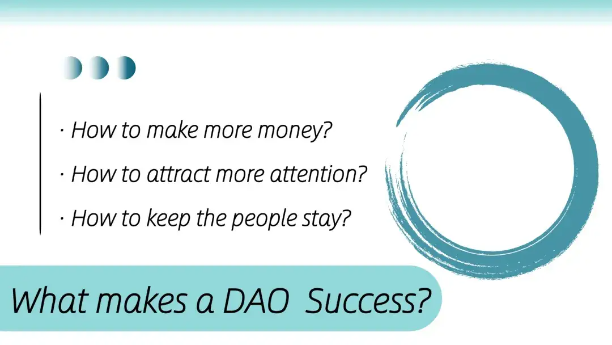 · How to make more money?
· How to attract more attention?
· How to keep the people stay?
What makes a DAO  Success?